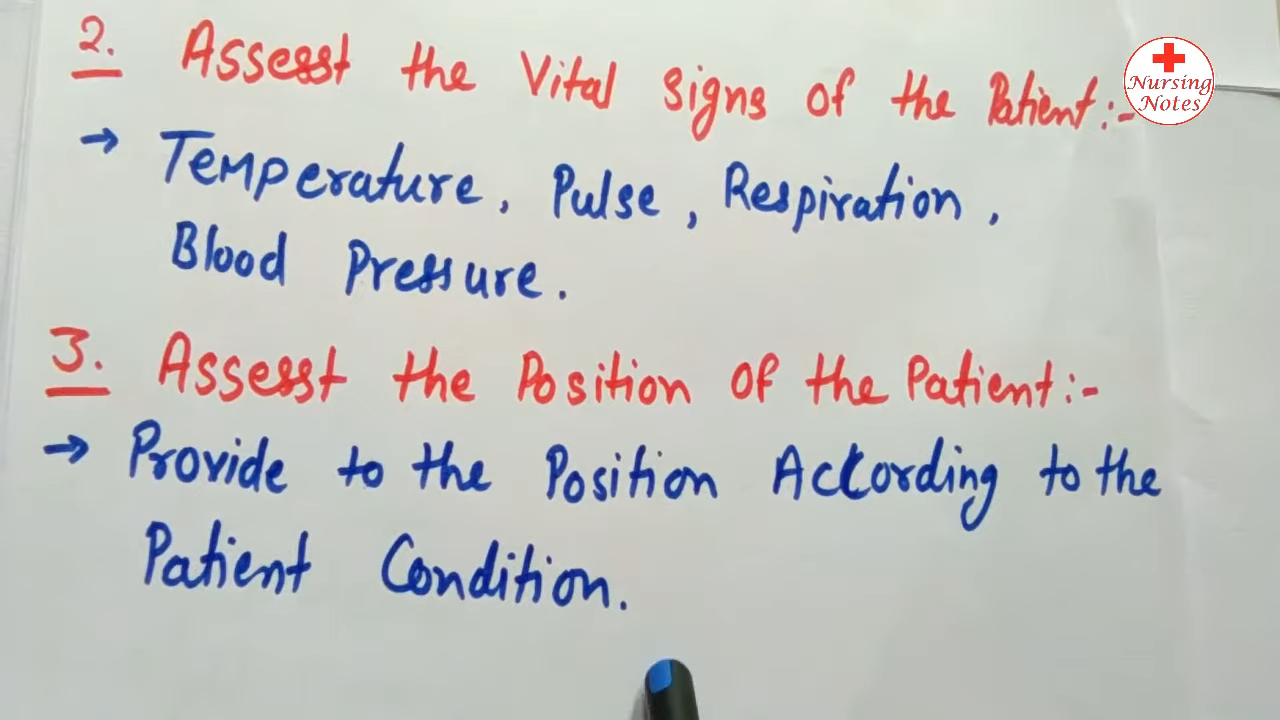 2. Assesst the Vital signs of the Patient:-
Nursing
Notes
→ Temperature, Pulse, Respiration,
Blood Pressure.
3. Assesst the Position of the Patient:-
→ Provide to the Position According to the
Patient Condition.